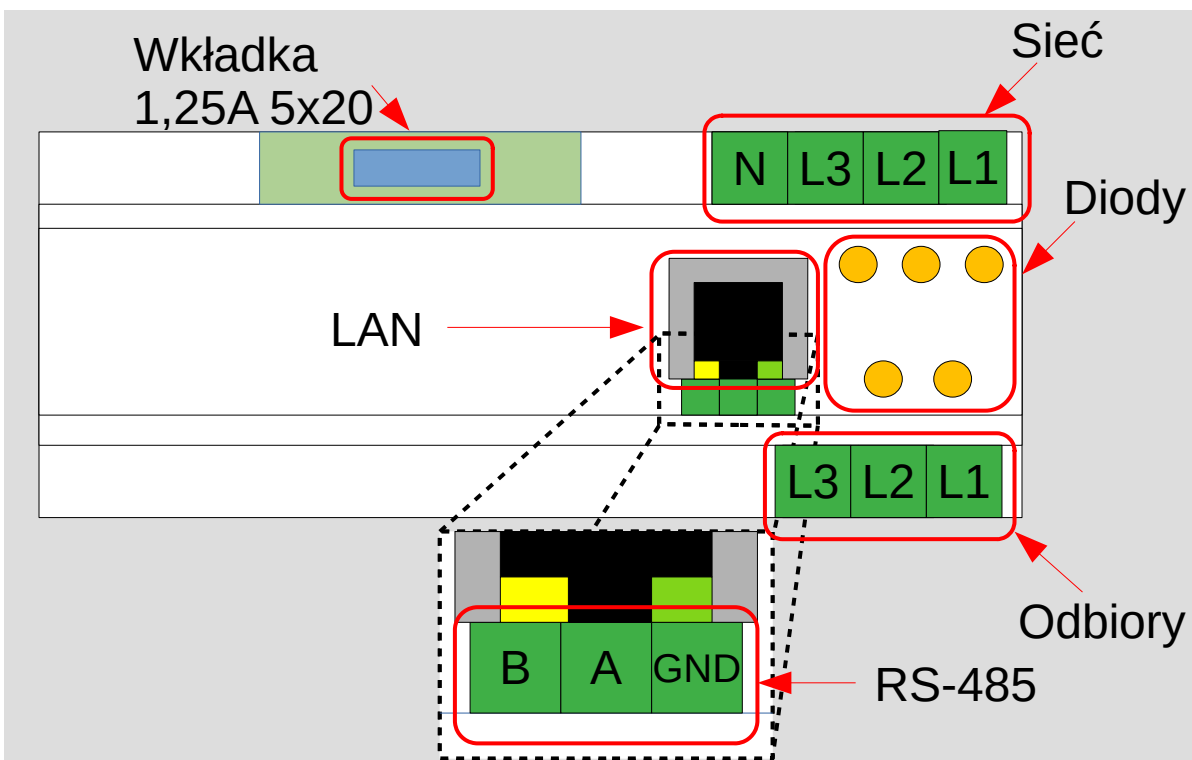 Wkładka
1,25A 5x20
Sieć
N L3 L2 L1
Diody
LAN
L3 L2 L1
Odbiory
B A GND
RS-485